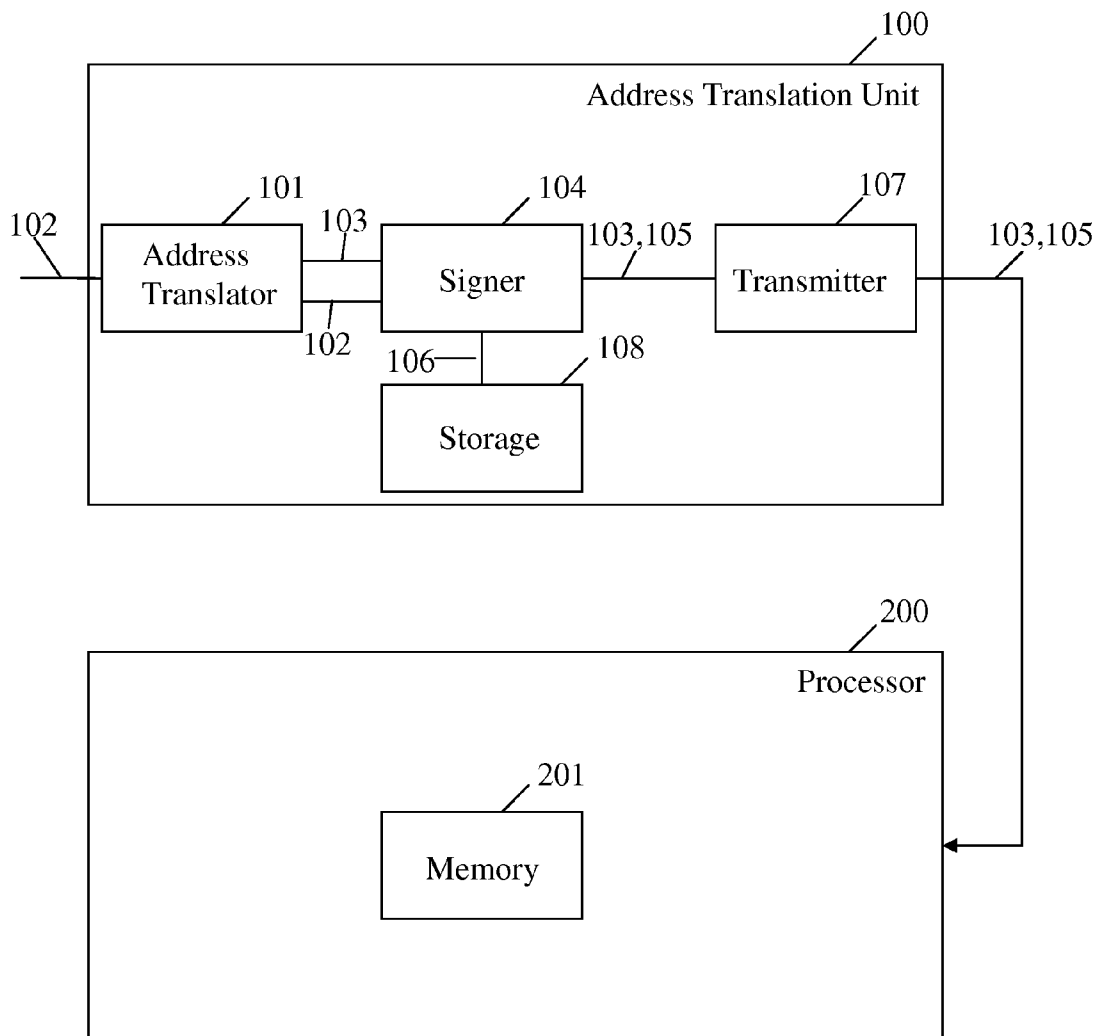 100
Address Translation Unit
101
104
107
102
103
103,105
103,105
Address
Translator
Signer
Transmitter
102
106
108
Storage
200
Processor
201
Memory